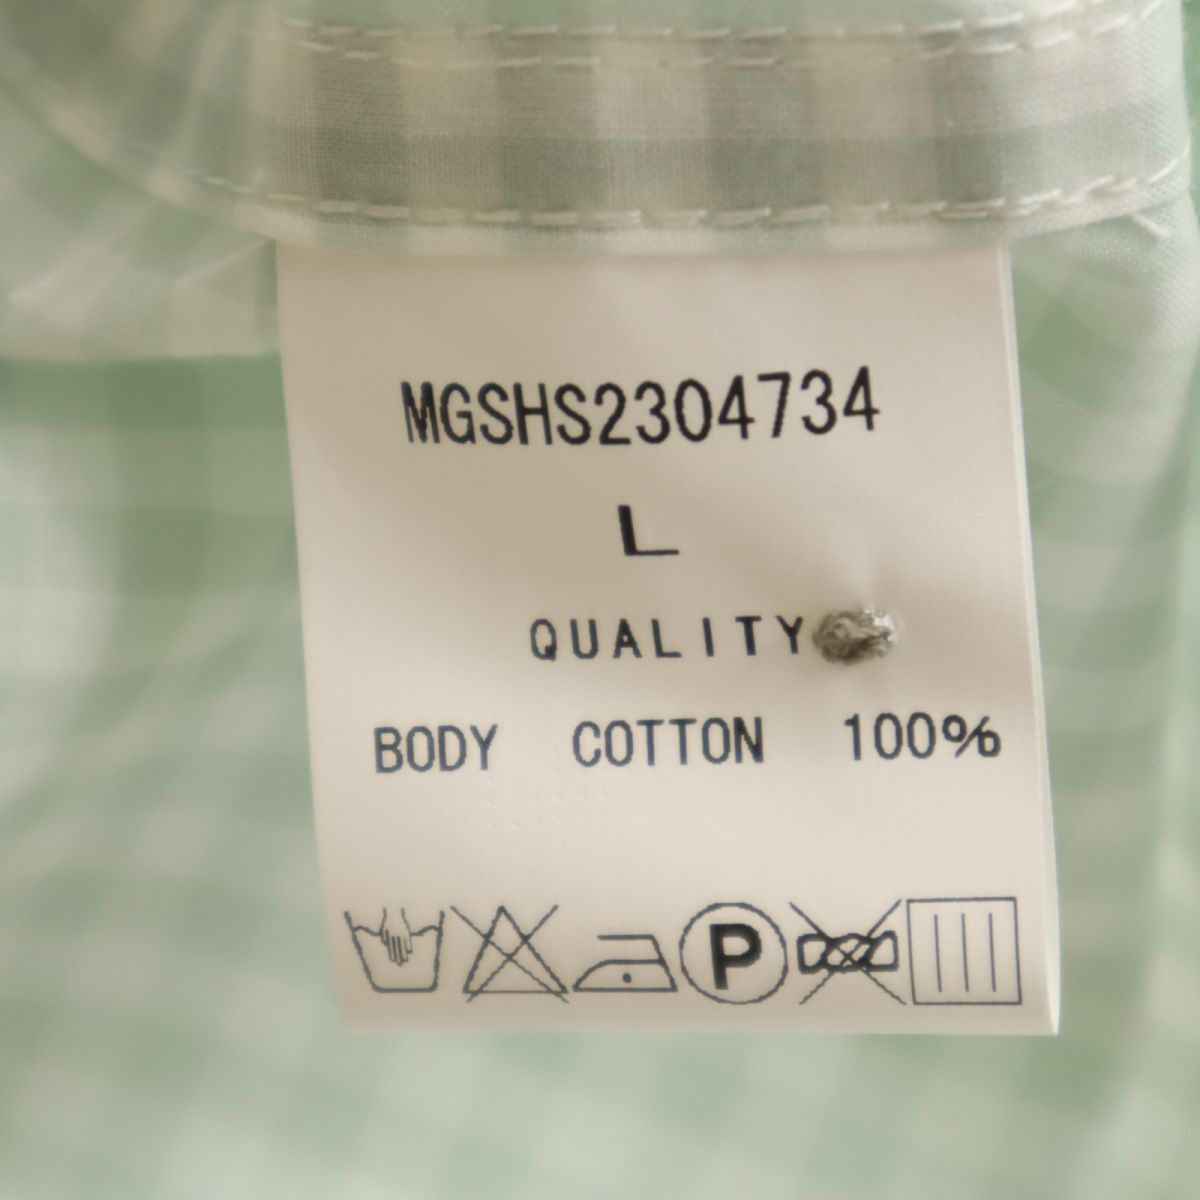 MGSHS2304734
L
QUALITY
BODY COTTON 100%
P